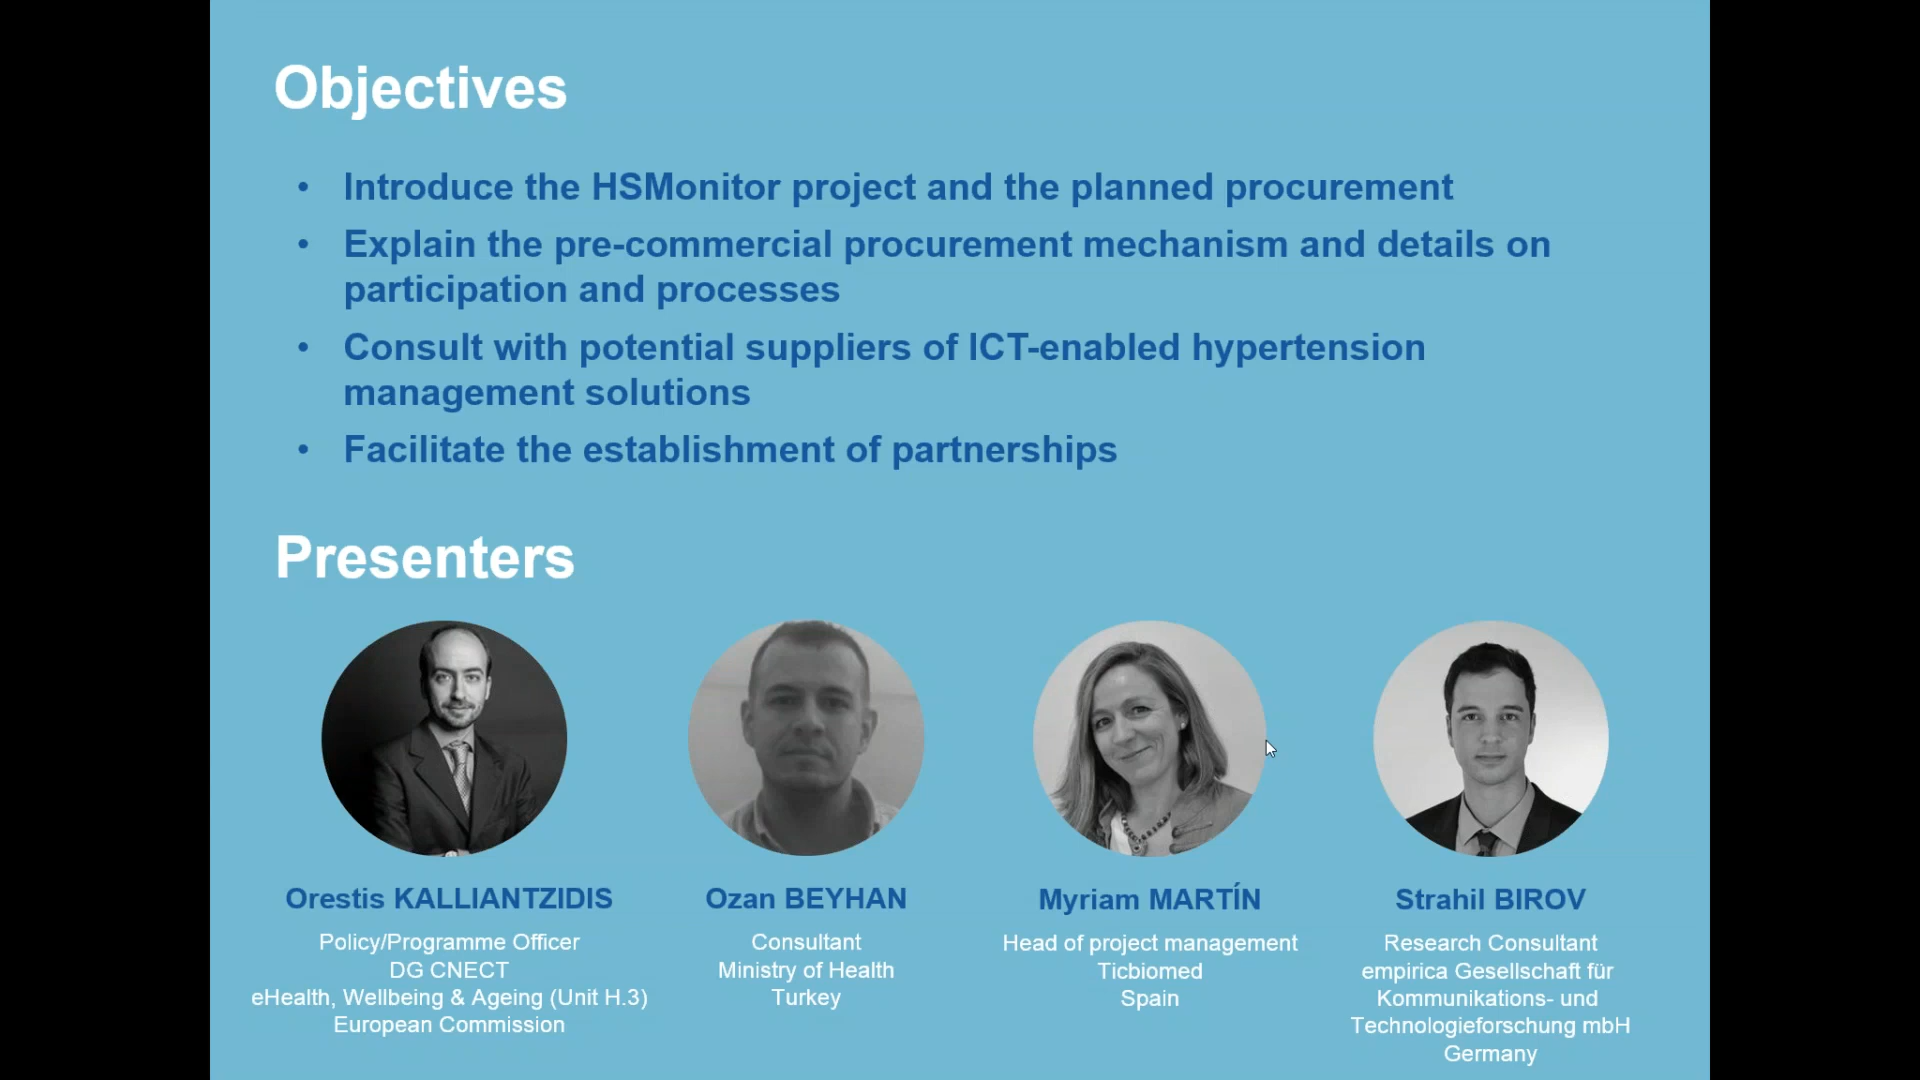 Objectives
• Introduce the HSMonitor project and the planned procurement
• Explain the pre-commercial procurement mechanism and details on
participation and processes
• Consult with potential suppliers of ICT-enabled hypertension
management solutions
• Facilitate the establishment of partnerships
Presenters
Orestis KALLIANTZIDIS
Policy/Programme Officer
DG CNECT
eHealth, Wellbeing & Ageing (Unit H.3)
European Commission
Ozan BEYHAN
Consultant
Ministry of Health
Turkey
Myriam MARTÍN
Head of project management
Ticbiomed
Spain
Strahil BIROV
Research Consultant
empirica Gesellschaft für
Kommunikations- und
Technologieforschung mbH
Germany